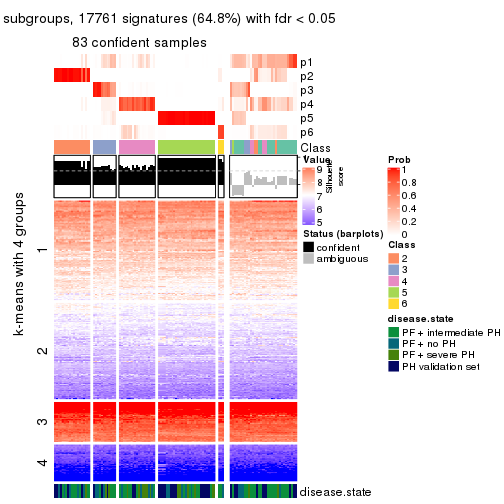 subgroups, 17761 signatures (64.8%) with fdr < 0.05
83 confident samples
p1
p2
p3
p4
p5
p6
Class
k-means with 4 groups
1
2
3
4
Value
9
8
7
6
5
Silhouette
score
Status (barplots)
confident
ambiguous
Prob
1
0.8
0.6
0.4
0.2
0
Class
2
3
4
5
6
disease.state
PF + intermediate PH
PF + no PH
PF + severe PH
PH validation set
disease.state